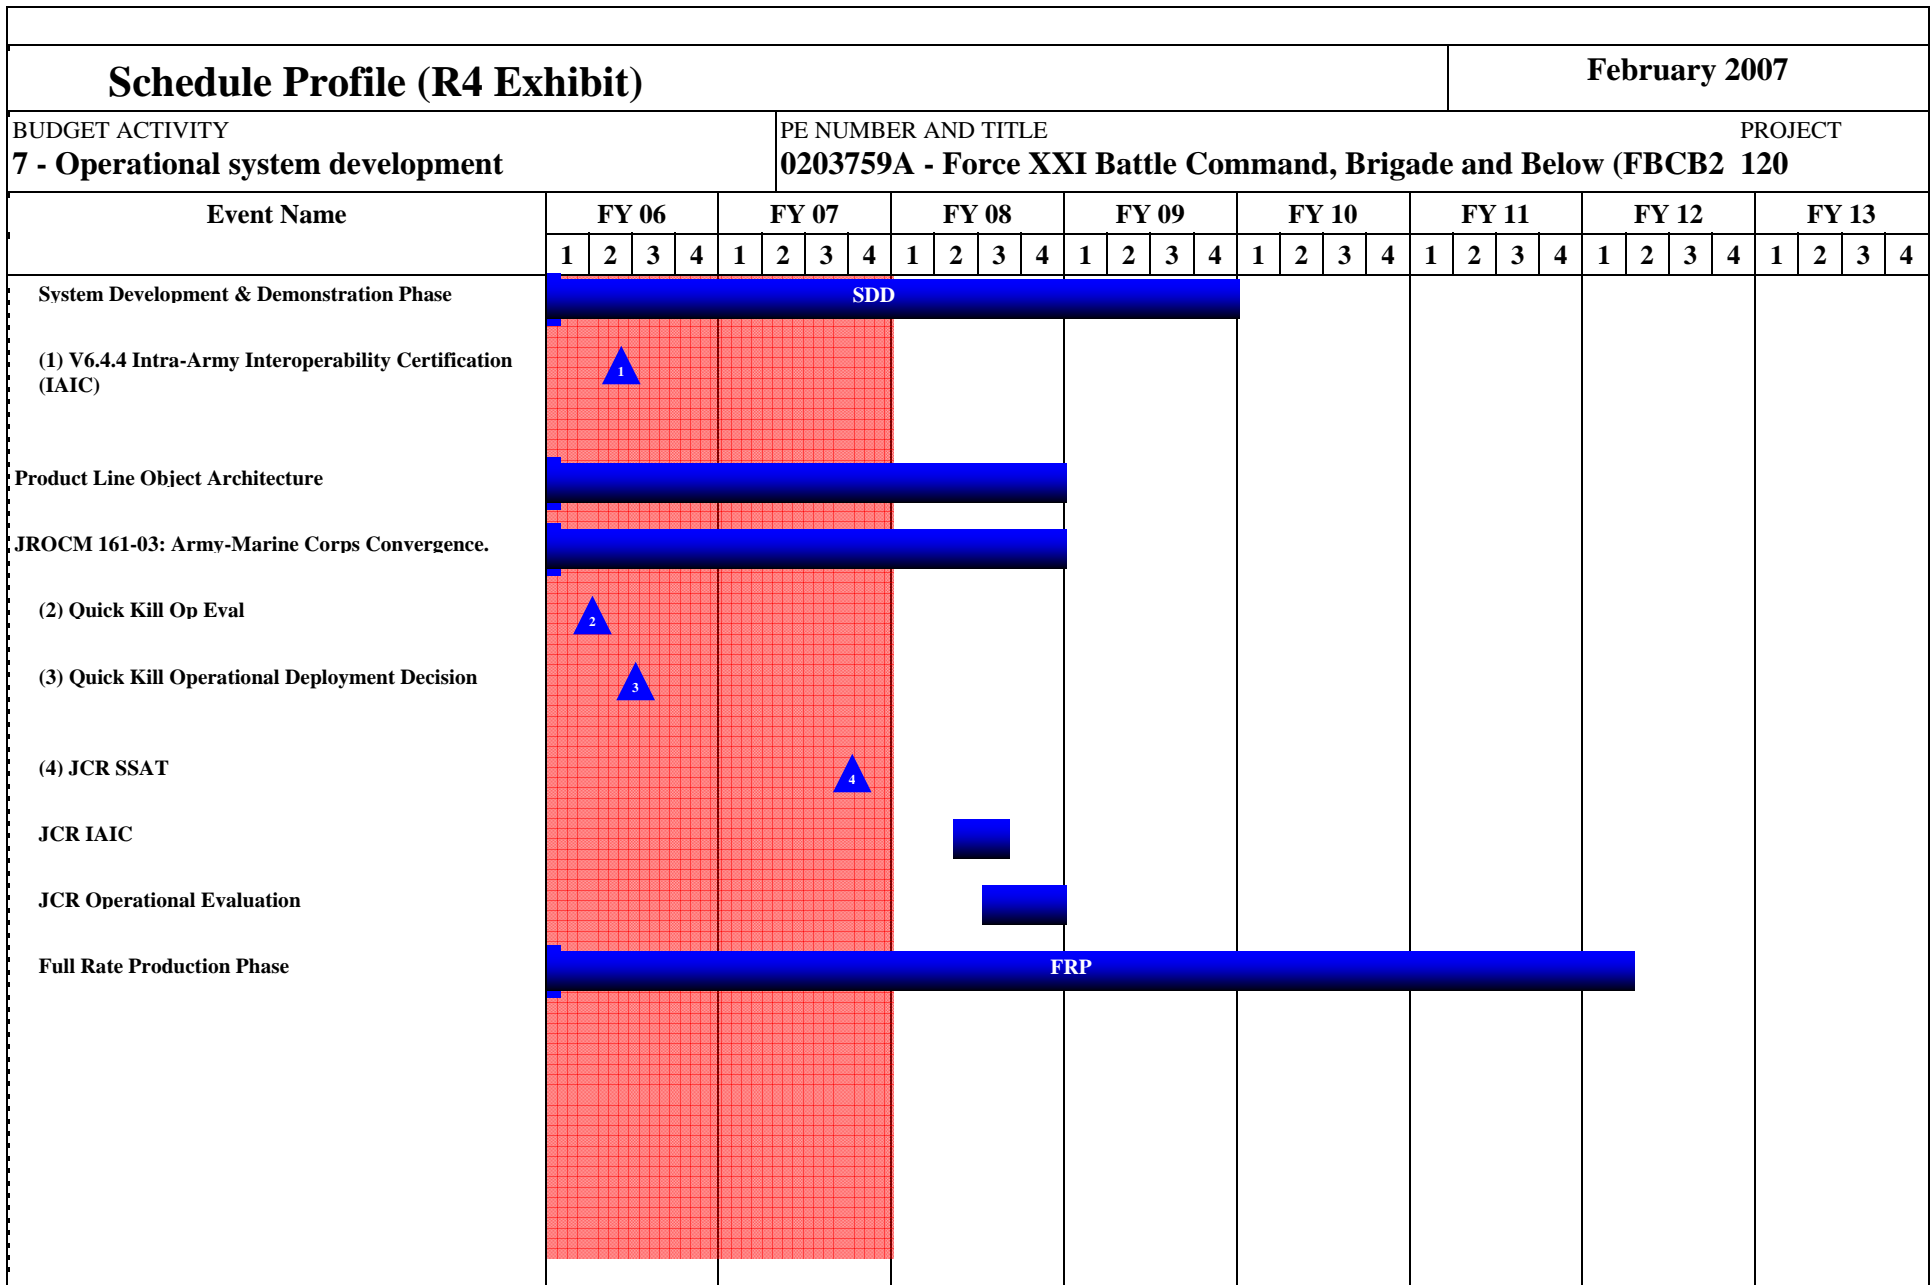 Schedule Profile (R4 Exhibit)
February 2007
BUDGET ACTIVITY
7 - Operational system development
PE NUMBER AND TITLE
0203759A - Force XXI Battle Command, Brigade and Below (FBCB2
PROJECT
120
Event Name FY 06 FY 07 FY 08 FY 09 FY 10 FY 11 FY 12 FY 13
1 2 3 4 1 2 3 4 1 2 3 4 1 2 3 4 1 2 3 4 1 2 3 4 1 2 3 4 1 2 3 4
System Development & Demonstration Phase SDD
(1) V6.4.4 Intra-Army Interoperability Certification
(IAIC)
1
Product Line Object Architecture
JROCM 161-03: Army-Marine Corps Convergence.
(2) Quick Kill Op Eval 2
(3) Quick Kill Operational Deployment Decision 3
(4) JCR SSAT 4
JCR IAIC
JCR Operational Evaluation
Full Rate Production Phase FRP